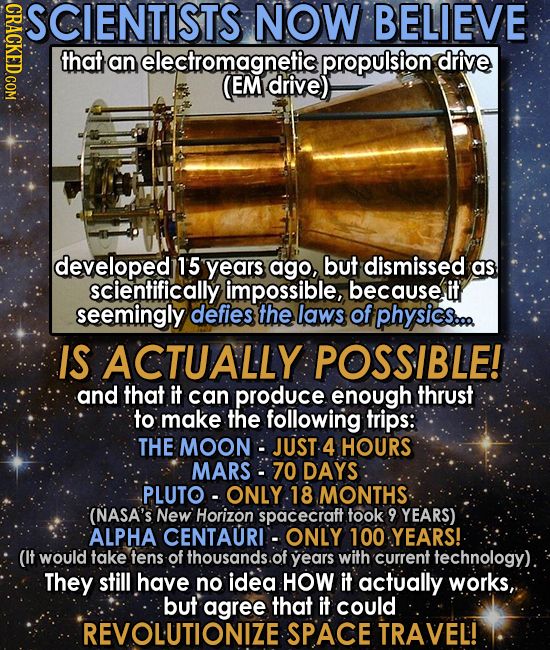 CRACKED.COM
SCIENTISTS NOW BELIEVE
that an electromagnetic propulsion drive
(EM drive)
developed 15 years ago, but dismissed as
scientifically impossible, because it
seemingly defies the laws of physics...
IS ACTUALLY POSSIBLE!
and that it can produce enough thrust
to make the following trips:
THE MOON - JUST 4 HOURS
MARS - 70 DAYS
PLUTO - ONLY 18 MONTHS
(NASA's New Horizon spacecraft took 9 YEARS)
ALPHA CENTAURI - ONLY 100 YEARS!
(It would take tens of thousands of years with current technology)
They still have no idea HOW it actually works,
but agree that it could
REVOLUTIONIZE SPACE TRAVEL!